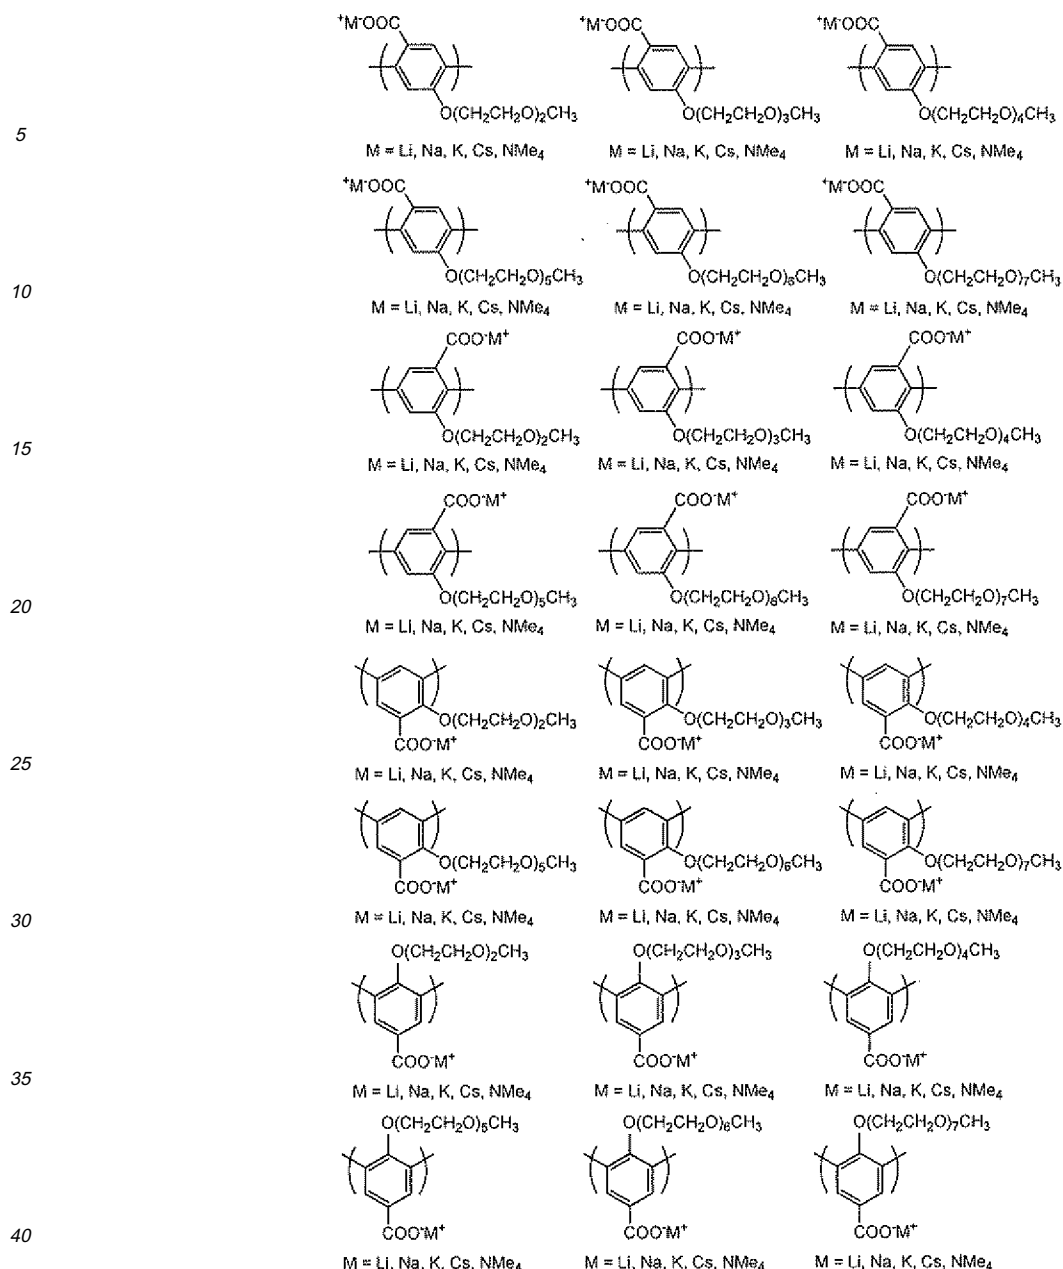 ⁺M⁻OOC ⁺M⁻OOC ⁺M⁻OOC
O(CH₂CH₂O)₂CH₃ O(CH₂CH₂O)₃CH₃ O(CH₂CH₂O)₄CH₃
5
M = Li, Na, K, Cs, NMe₄ M = Li, Na, K, Cs, NMe₄ M = Li, Na, K, Cs, NMe₄
⁺M⁻OOC ⁺M⁻OOC ⁺M⁻OOC
O(CH₂CH₂O)₅CH₃ O(CH₂CH₂O)₆CH₃ O(CH₂CH₂O)₇CH₃
10
M = Li, Na, K, Cs, NMe₄ M = Li, Na, K, Cs, NMe₄ M = Li, Na, K, Cs, NMe₄
COO⁻M⁺ COO⁻M⁺ COO⁻M⁺
O(CH₂CH₂O)₂CH₃ O(CH₂CH₂O)₃CH₃ O(CH₂CH₂O)₄CH₃
15
M = Li, Na, K, Cs, NMe₄ M = Li, Na, K, Cs, NMe₄ M = Li, Na, K, Cs, NMe₄
COO⁻M⁺ COO⁻M⁺ COO⁻M⁺
O(CH₂CH₂O)₅CH₃ O(CH₂CH₂O)₆CH₃ O(CH₂CH₂O)₇CH₃
20
M = Li, Na, K, Cs, NMe₄ M = Li, Na, K, Cs, NMe₄ M = Li, Na, K, Cs, NMe₄
O(CH₂CH₂O)₂CH₃ O(CH₂CH₂O)₃CH₃ O(CH₂CH₂O)₄CH₃
COO⁻M⁺ COO⁻M⁺ COO⁻M⁺
25
M = Li, Na, K, Cs, NMe₄ M = Li, Na, K, Cs, NMe₄ M = Li, Na, K, Cs, NMe₄
O(CH₂CH₂O)₅CH₃ O(CH₂CH₂O)₆CH₃ O(CH₂CH₂O)₇CH₃
COO⁻M⁺ COO⁻M⁺ COO⁻M⁺
30
M = Li, Na, K, Cs, NMe₄ M = Li, Na, K, Cs, NMe₄ M = Li, Na, K, Cs, NMe₄
O(CH₂CH₂O)₂CH₃ O(CH₂CH₂O)₃CH₃ O(CH₂CH₂O)₄CH₃
COO⁻M⁺ COO⁻M⁺ COO⁻M⁺
35
M = Li, Na, K, Cs, NMe₄ M = Li, Na, K, Cs, NMe₄ M = Li, Na, K, Cs, NMe₄
O(CH₂CH₂O)₅CH₃ O(CH₂CH₂O)₆CH₃ O(CH₂CH₂O)₇CH₃
COO⁻M⁺ COO⁻M⁺ COO⁻M⁺
40
M = Li, Na, K, Cs, NMe₄ M = Li, Na, K, Cs, NMe₄ M = Li, Na, K, Cs, NMe₄